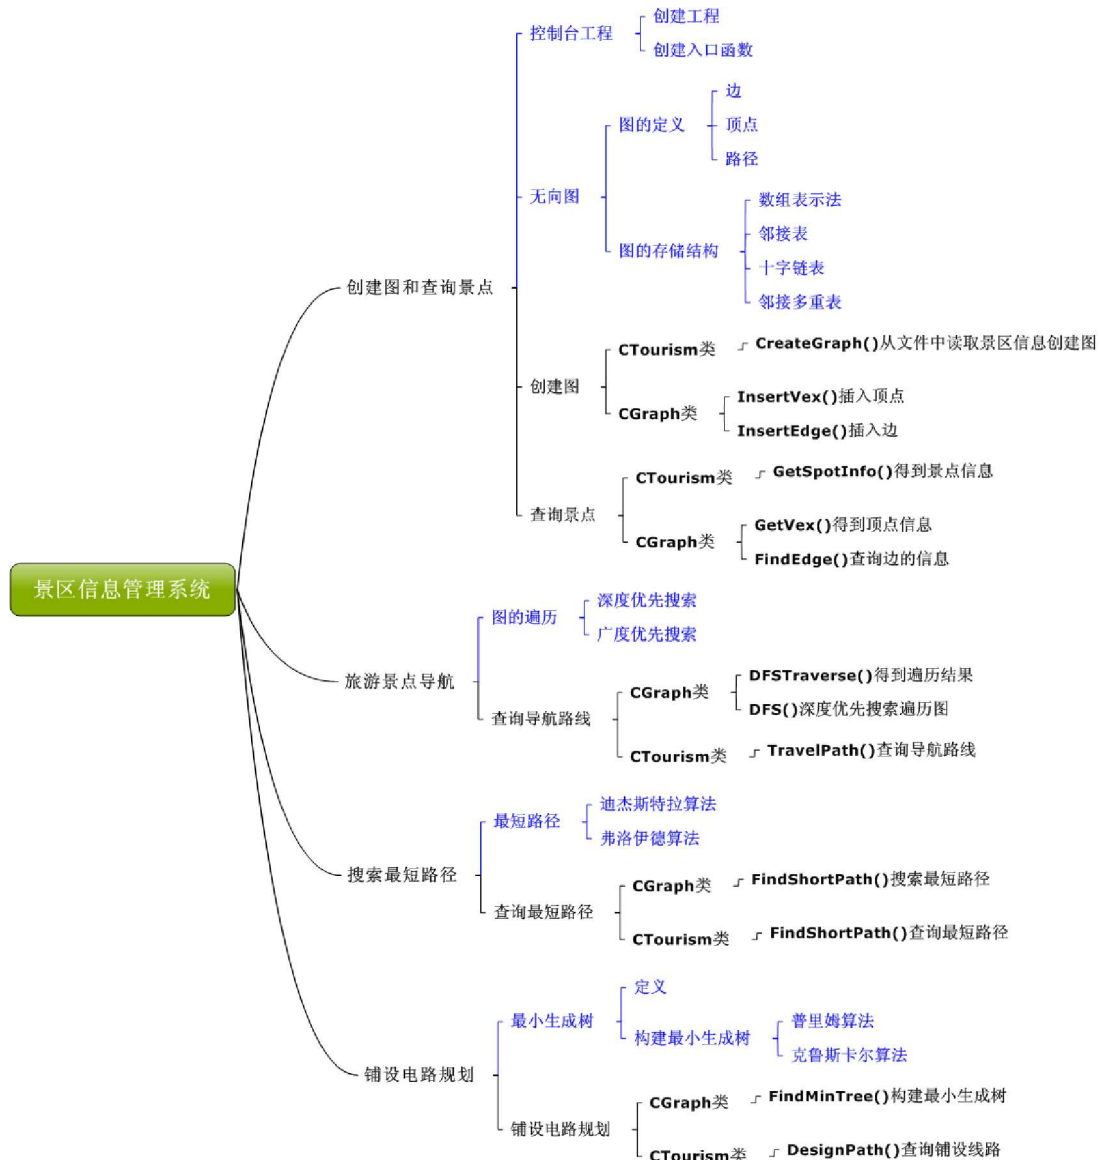 景区信息管理系统
创建图和查询景点
控制台工程
创建工程
创建入口函数
无向图
图的定义
边
顶点
路径
图的存储结构
数组表示法
邻接表
十字链表
邻接多重表
创建图
CTourism类
CreateGraph()从文件中读取景区信息创建图
CGraph类
InsertVex()插入顶点
InsertEdge()插入边
查询景点
CTourism类
GetSpotInfo()得到景点信息
CGraph类
GetVex()得到顶点信息
FindEdge()查询边的信息
旅游景点导航
图的遍历
深度优先搜索
广度优先搜索
查询导航路线
CGraph类
DFSTraverse()得到遍历结果
DFS()深度优先搜索遍历图
CTourism类
TravelPath()查询导航路线
搜索最短路径
最短路径
迪杰斯特拉算法
弗洛伊德算法
查询最短路径
CGraph类
FindShortPath()搜索最短路径
CTourism类
FindShortPath()查询最短路径
铺设电路规划
最小生成树
定义
构建最小生成树
普里姆算法
克鲁斯卡尔算法
铺设电路规划
CGraph类
FindMinTree()构建最小生成树
CTourism类
DesignPath()查询铺设线路